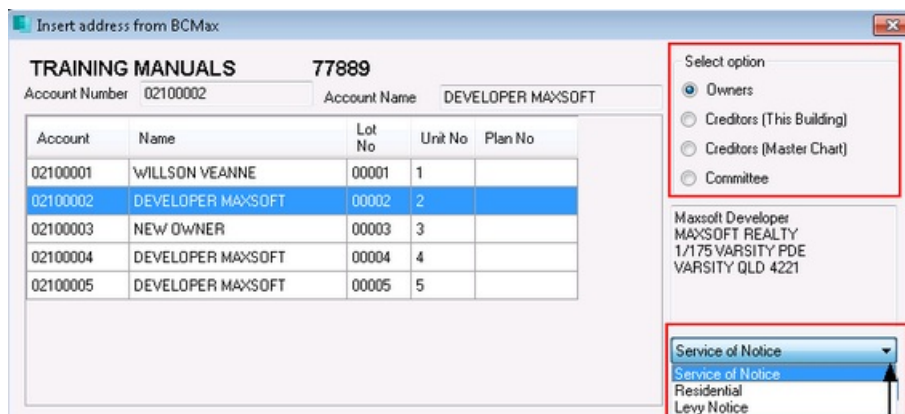 Insert address from BCMax
TRAINING MANUALS 77889
Account Number 02100002 Account Name DEVELOPER MAXSOFT
Account Name Lot No Unit No Plan No
02100001 WILLSON VEANNE 00001 1
02100002 DEVELOPER MAXSOFT 00002 2
02100003 NEW OWNER 00003 3
02100004 DEVELOPER MAXSOFT 00004 4
02100005 DEVELOPER MAXSOFT 00005 5
Select option
Owners
Creditors (This Building)
Creditors (Master Chart)
Committee
Maxsoft Developer
MAXSOFT REALTY
1/175 VARSITY PDE
VARSITY QLD 4221
Service of Notice
Service of Notice
Residential
Levy Notice